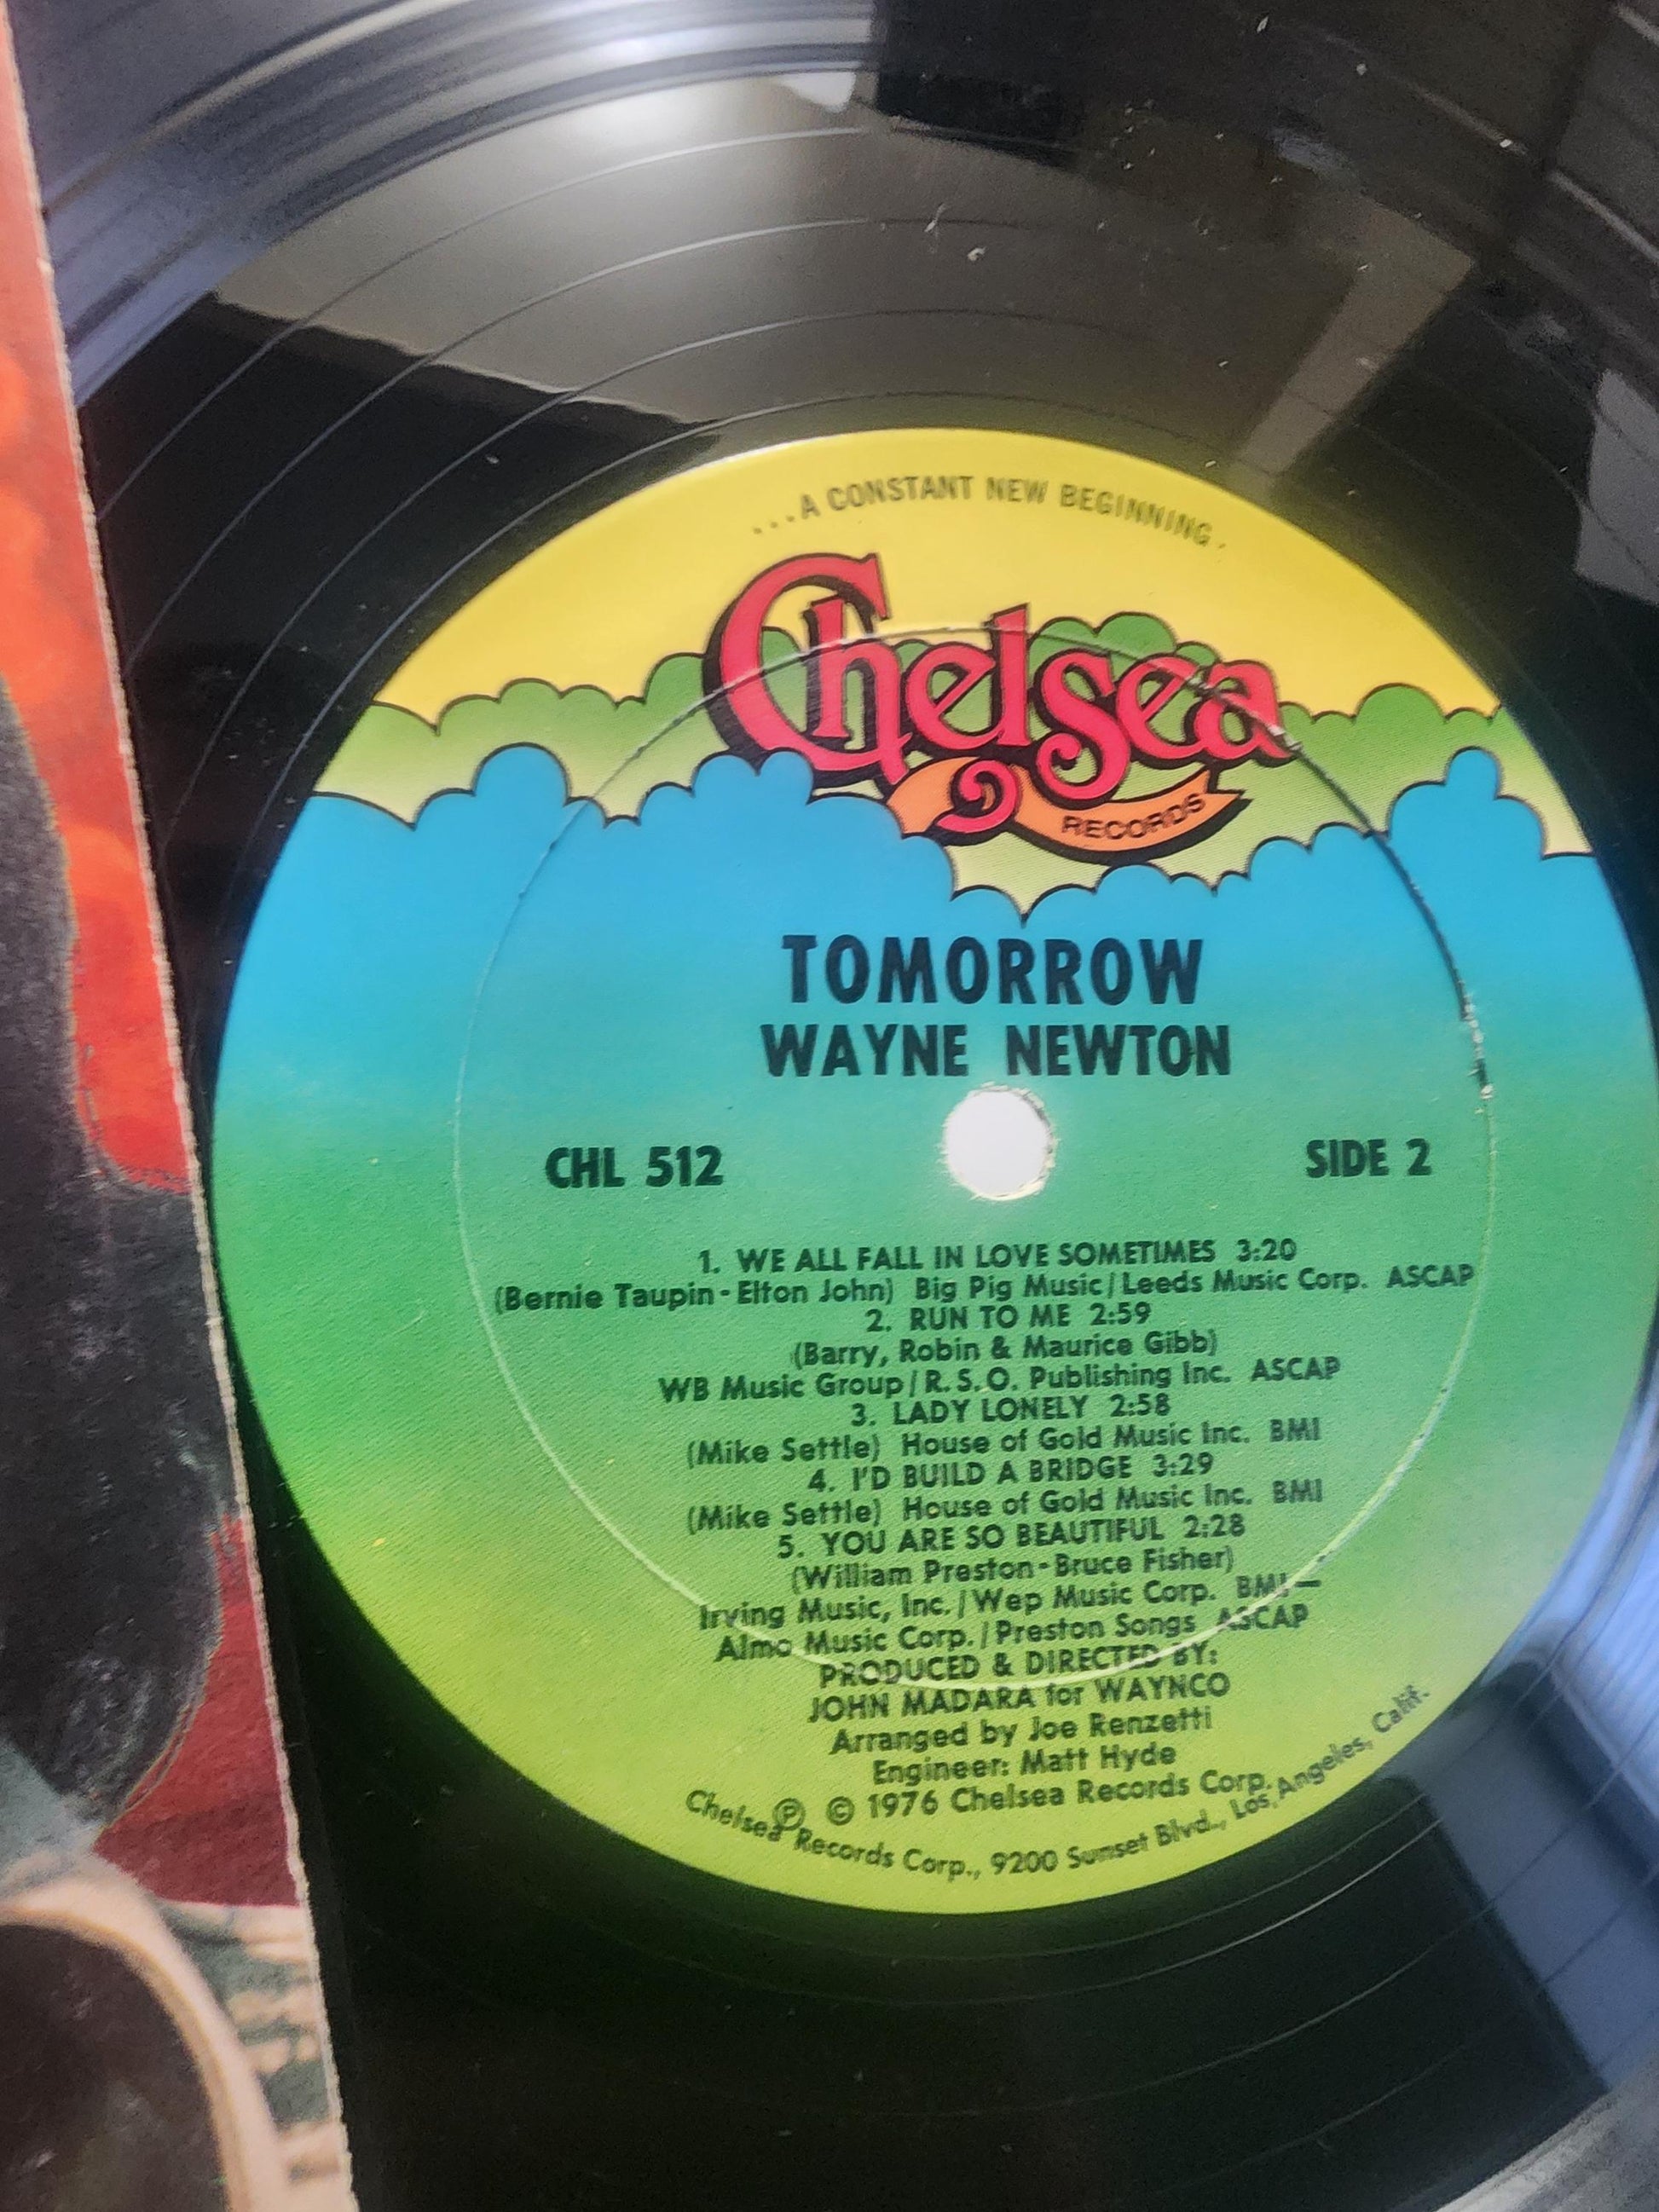 ...A CONSTANT NEW BEGINNING.
Chelsea
RECORDS
TOMORROW
WAYNE NEWTON
CHL 512
SIDE 2
1. WE ALL FALL IN LOVE SOMETIMES 3:20
(Bernie Taupin-Elton John) Big Pig Music/Leeds Music Corp. ASCAP
2. RUN TO ME 2:59
(Barry, Robin & Maurice Gibb)
WB Music Group/R.S.O. Publishing Inc. ASCAP
3. LADY LONELY 2:58
(Mike Settle) House of Gold Music Inc. BMI
4. I'D BUILD A BRIDGE 3:29
(Mike Settle) House of Gold Music Inc. BMI
5. YOU ARE SO BEAUTIFUL 2:28
(William Preston-Bruce Fisher)
Irving Music, Inc./Wep Music Corp. BMI—
Almo Music Corp./Preston Songs ASCAP
PRODUCED & DIRECTED BY:
JOHN MADARA for WAYNCO
Arranged by Joe Renzetti
Engineer: Matt Hyde
℗ © 1976 Chelsea Records Corp.
Chelsea Records Corp., 9200 Sunset Blvd., Los Angeles, Calif.